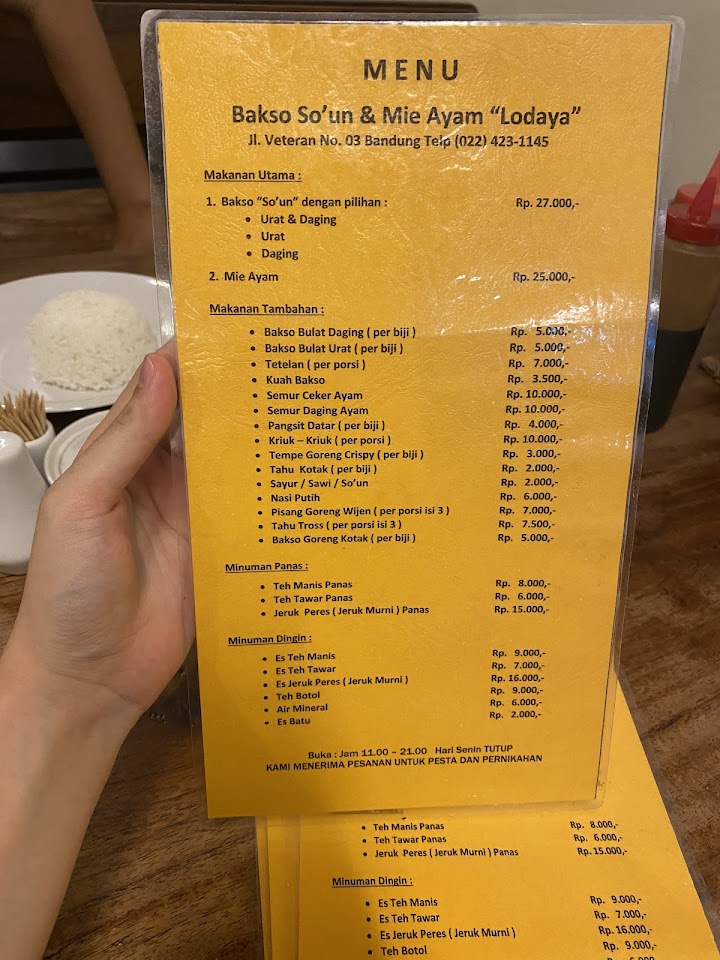 MENU
Bakso So'un & Mie Ayam “Lodaya”
Jl. Veteran No. 03 Bandung Telp (022) 423-1145
Makanan Utama :
1. Bakso “So'un” dengan pilihan : Rp. 27.000,-
• Urat & Daging
• Urat
• Daging
2. Mie Ayam Rp. 25.000,-
Makanan Tambahan :
• Bakso Bulat Daging ( per biji ) Rp. 5.000,-
• Bakso Bulat Urat ( per biji ) Rp. 5.000,-
• Tetelan ( per porsi ) Rp. 7.000,-
• Kuah Bakso Rp. 3.500,-
• Semur Ceker Ayam Rp. 10.000,-
• Semur Daging Ayam Rp. 10.000,-
• Pangsit Datar ( per biji ) Rp. 4.000,-
• Kriuk – Kriuk ( per porsi ) Rp. 10.000,-
• Tempe Goreng Crispy ( per biji ) Rp. 3.000,-
• Tahu Kotak ( per biji ) Rp. 2.000,-
• Sayur / Sawi / So'un Rp. 2.000,-
• Nasi Putih Rp. 6.000,-
• Pisang Goreng Wijen ( per porsi isi 3 ) Rp. 7.000,-
• Tahu Tross ( per porsi isi 3 ) Rp. 7.500,-
• Bakso Goreng Kotak ( per biji ) Rp. 5.000,-
Minuman Panas :
• Teh Manis Panas Rp. 8.000,-
• Teh Tawar Panas Rp. 6.000,-
• Jeruk Peres ( Jeruk Murni ) Panas Rp. 15.000,-
Minuman Dingin :
• Es Teh Manis Rp. 9.000,-
• Es Teh Tawar Rp. 7.000,-
• Es Jeruk Peres ( Jeruk Murni ) Rp. 16.000,-
• Teh Botol Rp. 9.000,-
• Air Mineral Rp. 6.000,-
• Es Batu Rp. 2.000,-
Buka : Jam 11.00 – 21.00 Hari Senin TUTUP
KAMI MENERIMA PESANAN UNTUK PESTA DAN PERNIKAHAN
• Teh Manis Panas Rp. 8.000,-
• Teh Tawar Panas Rp. 6.000,-
• Jeruk Peres ( Jeruk Murni ) Panas Rp. 15.000,-
Minuman Dingin :
• Es Teh Manis Rp. 9.000,-
• Es Teh Tawar Rp. 7.000,-
• Es Jeruk Peres ( Jeruk Murni ) Rp. 16.000,-
• Teh Botol Rp. 9.000,-